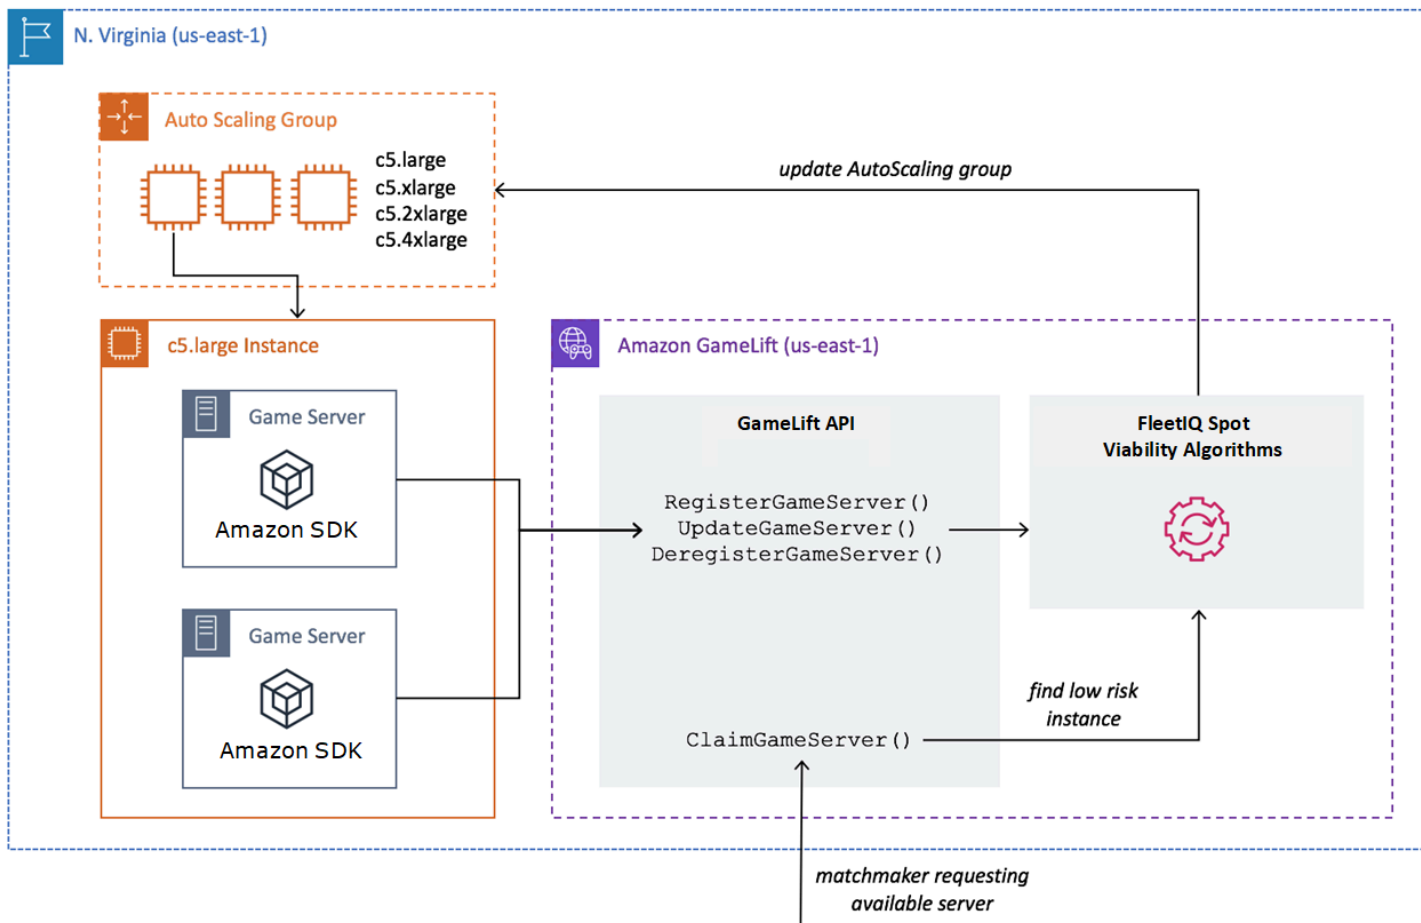 N. Virginia (us-east-1)
Auto Scaling Group
c5.large
c5.xlarge
c5.2xlarge
c5.4xlarge
update AutoScaling group
c5.large Instance
Game Server
Amazon SDK
Game Server
Amazon SDK
Amazon GameLift (us-east-1)
GameLift API
RegisterGameServer()
UpdateGameServer()
DeregisterGameServer()
ClaimGameServer()
FleetIQ Spot
Viability Algorithms
find low risk
instance
matchmaker requesting
available server